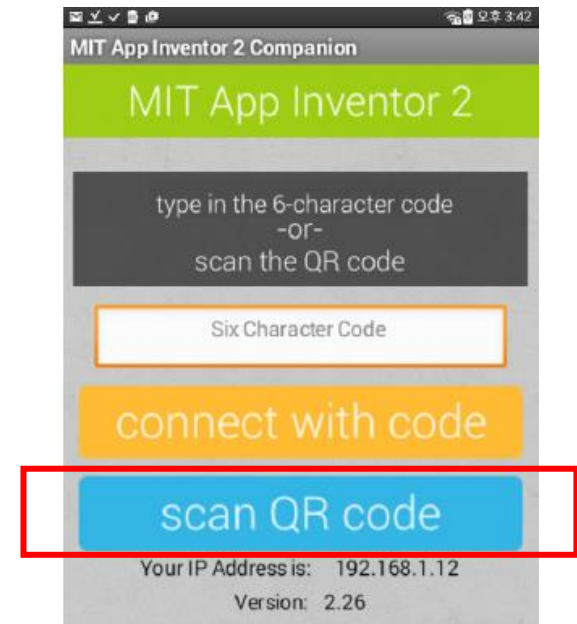 오후 3:42
MIT App Inventor 2 Companion
MIT App Inventor 2
type in the 6-character code
-or-
scan the QR code
Six Character Code
connect with code
scan QR code
Your IP Address is: 192.168.1.12
Version: 2.26